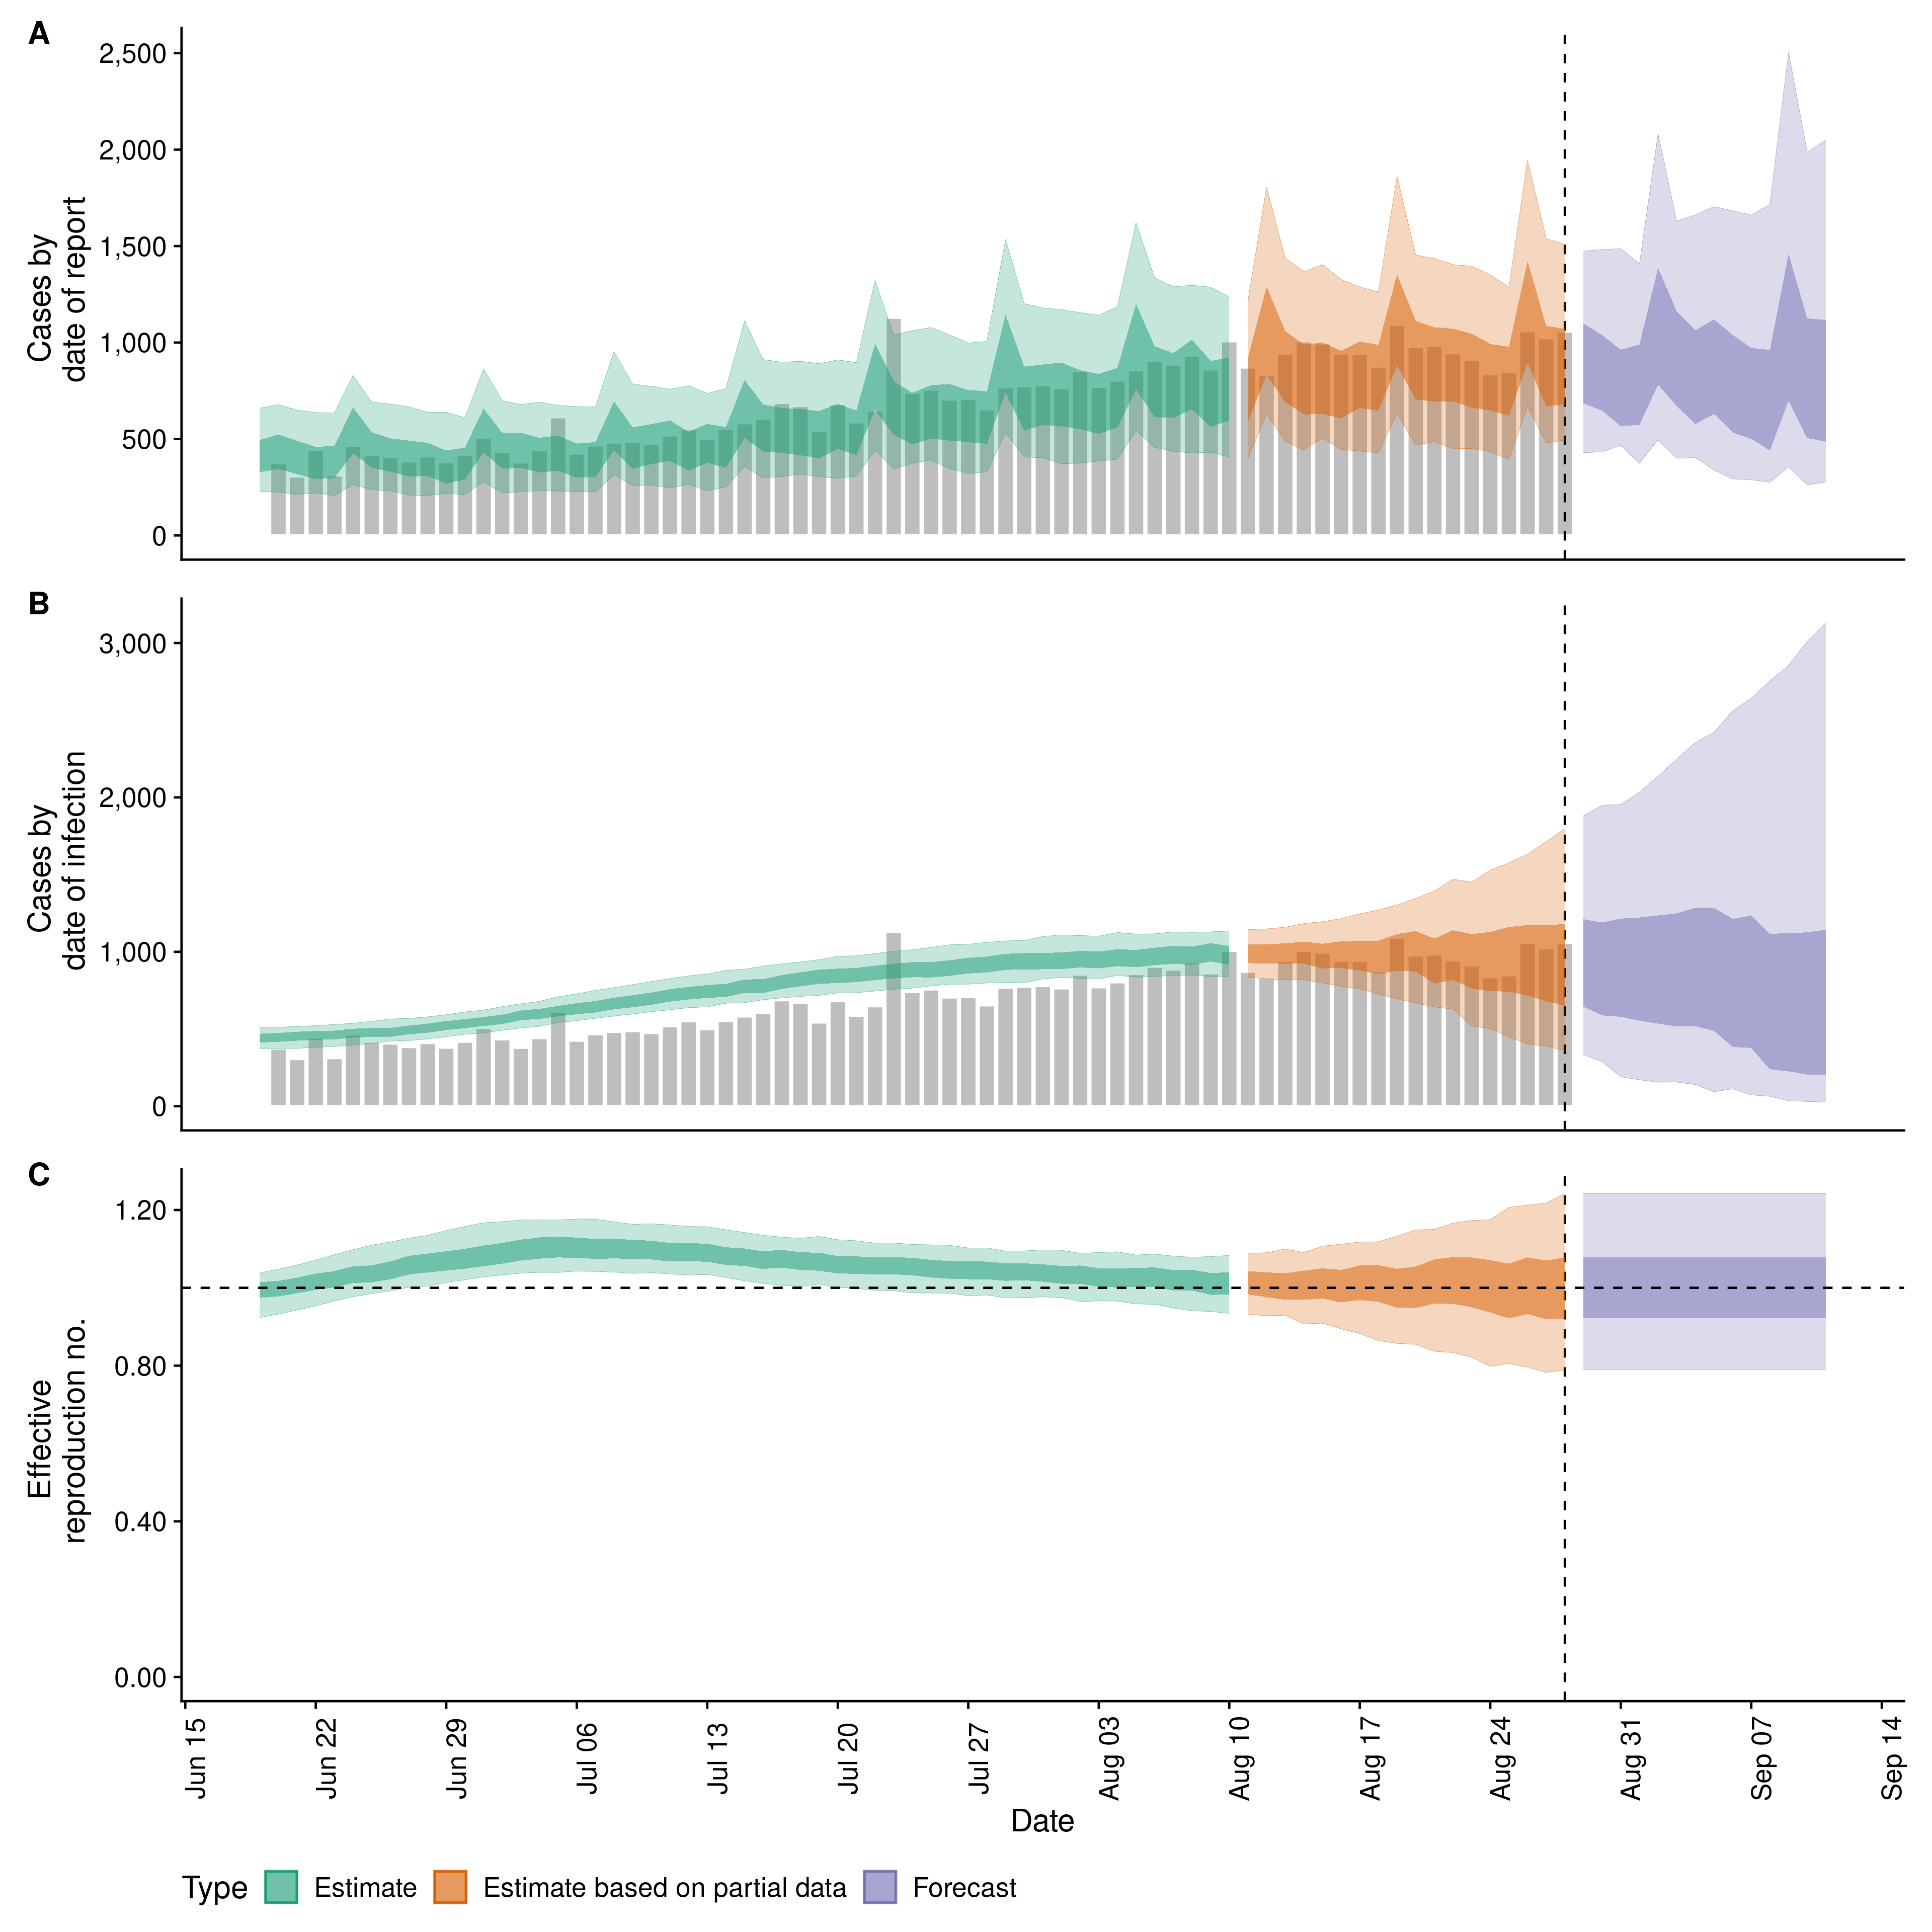 A
2,500
2,000
1,500
1,000
500
0
Cases by
date of report
B
3,000
2,000
1,000
0
Cases by
date of infection
C
1.20
0.80
0.40
0.00
Effective
reproduction no.
Jun 15
Jun 22
Jun 29
Jul 06
Jul 13
Jul 20
Jul 27
Aug 03
Aug 10
Aug 17
Aug 24
Aug 31
Sep 07
Sep 14
Date
Type Estimate Estimate based on partial data Forecast